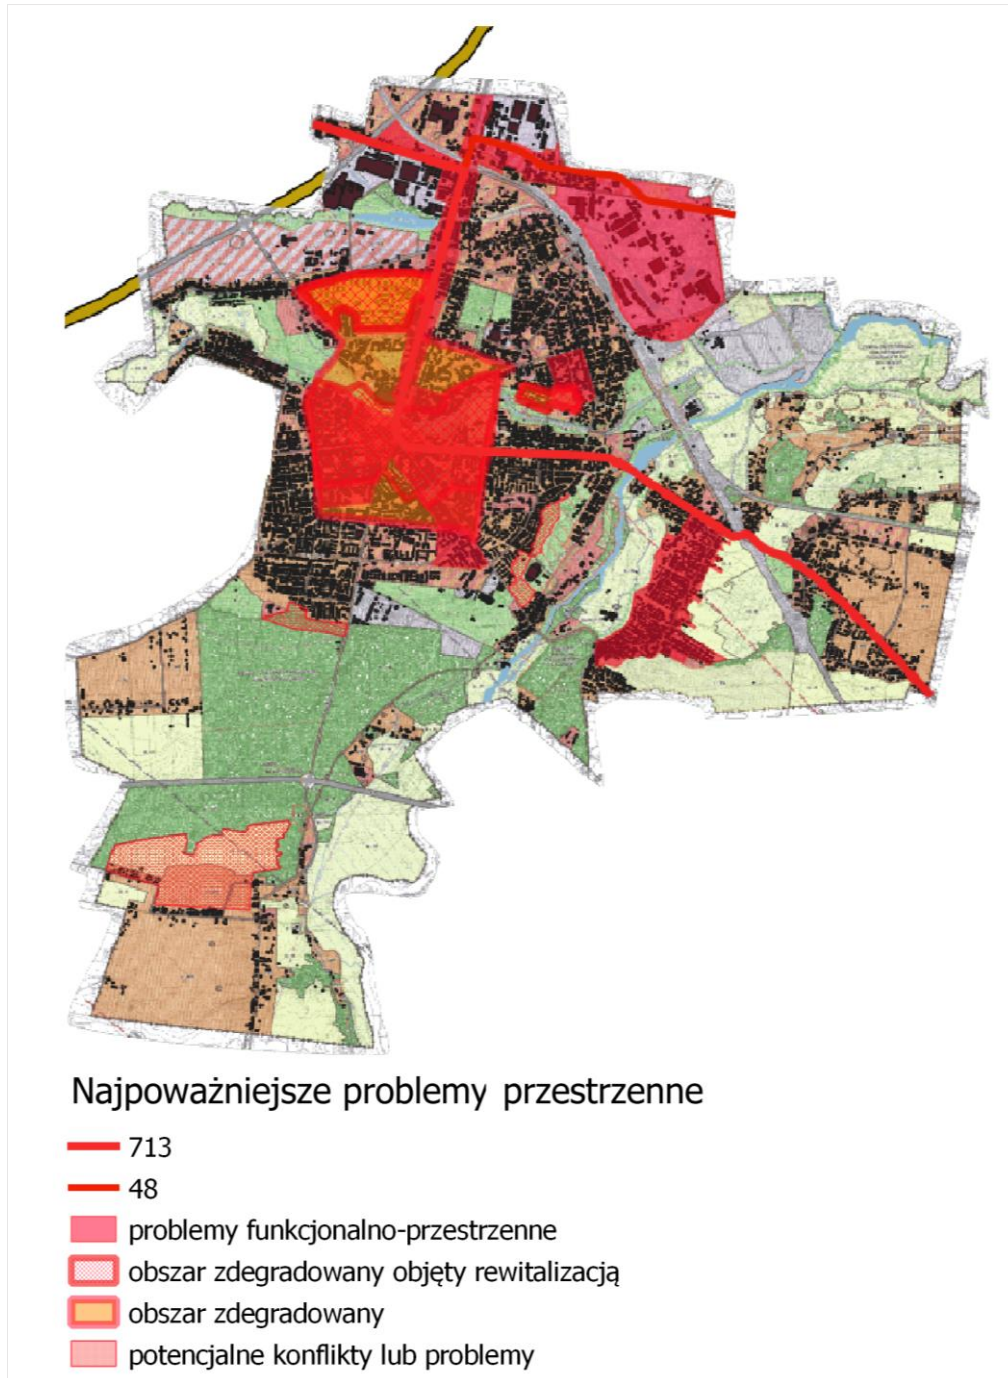 Najpoważniejsze problemy przestrzenne
713
48
problemy funkcjonalno-przestrzenne
obszar zdegradowany objęty rewitalizacją
obszar zdegradowany
potencjalne konflikty lub problemy